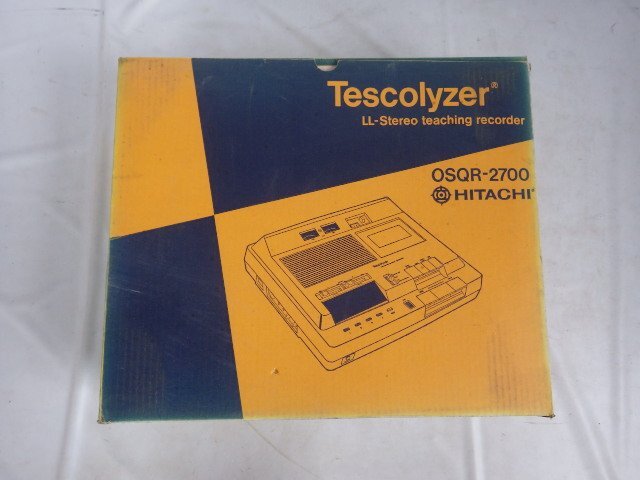 Tescolyzer®
LL-Stereo teaching recorder
OSQR-2700
HITACHI